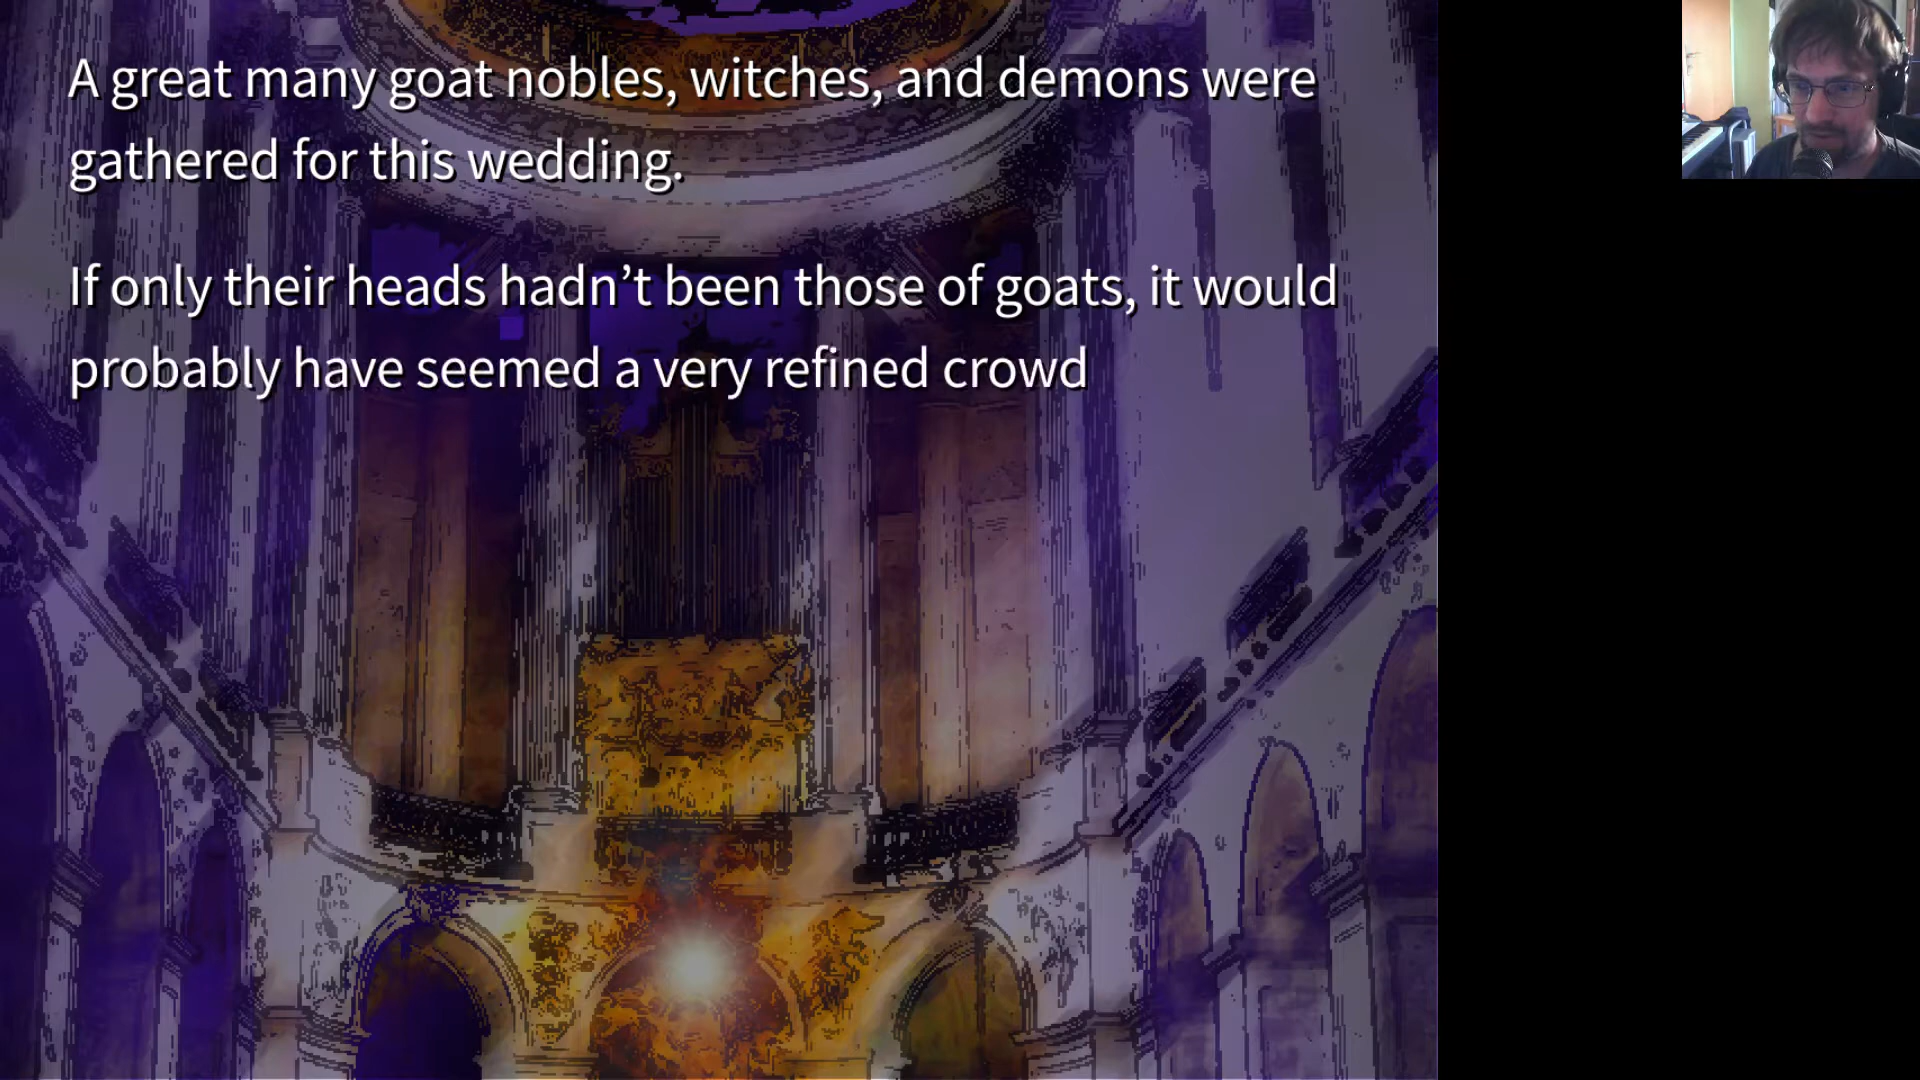 A great many goat nobles, witches, and demons were
gathered for this wedding.
If only their heads hadn’t been those of goats, it would
probably have seemed a very refined crowd